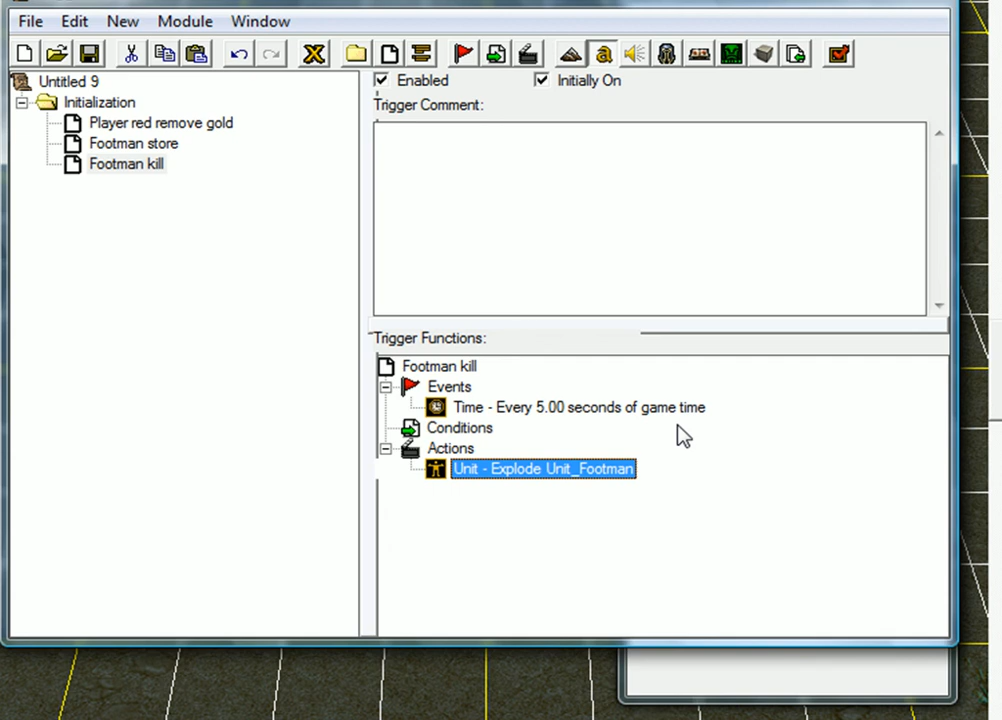 File Edit New Module Window
Untitled 9
Initialization
Player red remove gold
Footman store
Footman kill
Enabled Initially On
Trigger Comment:
Trigger Functions:
Footman kill
Events
Time - Every 5.00 seconds of game time
Conditions
Actions
Unit - Explode Unit_Footman